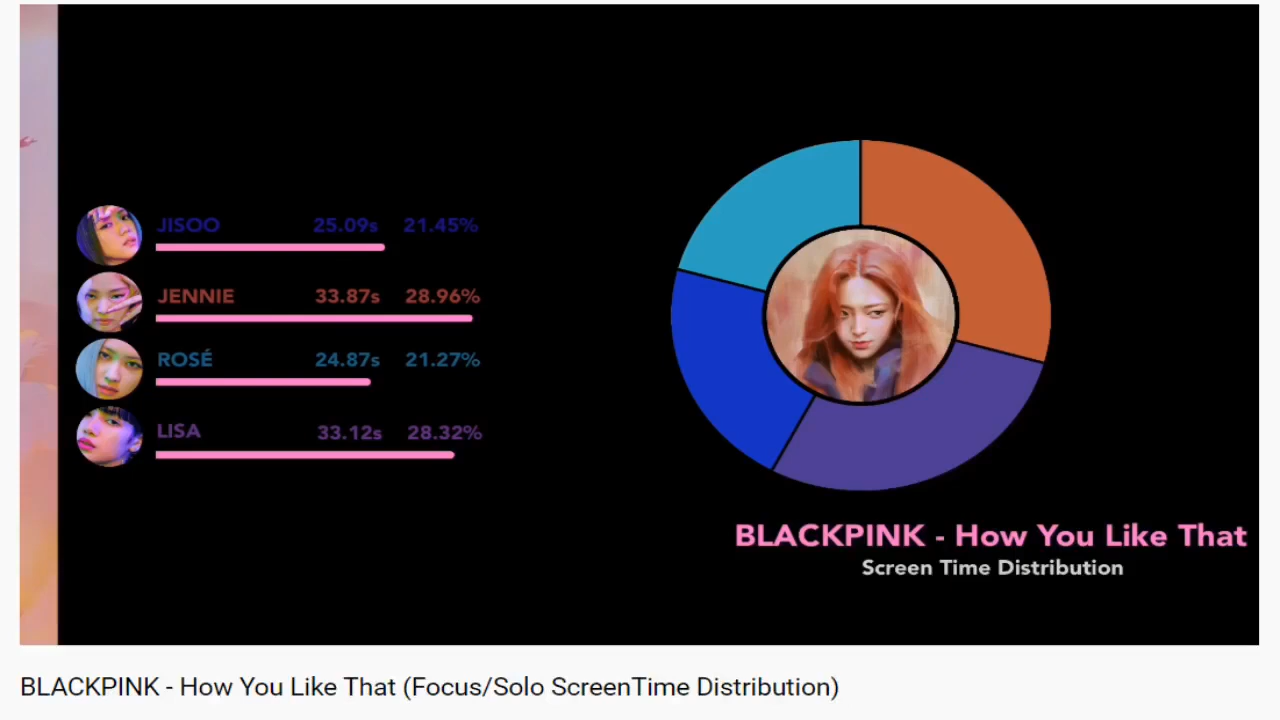 JISOO 25.09s 21.45%
JENNIE 33.87s 28.96%
ROSÉ 24.87s 21.27%
LISA 33.12s 28.32%
BLACKPINK - How You Like That
Screen Time Distribution
BLACKPINK - How You Like That (Focus/Solo ScreenTime Distribution)